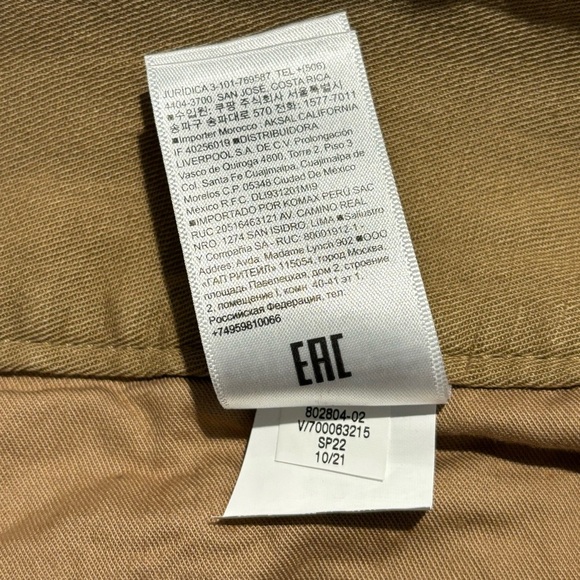 JURÍDICA 3-101-769587, TEL +(506)
4404-3700, SAN JOSÉ, COSTA RICA
■수입원: 쿠팡 주식회사 서울특별시
송파구 송파대로 570 전화: 1577-7011
■Importer Morocco: AKSAL CALIFORNIA
IF 40256019 ■DISTRIBUIDORA
LIVERPOOL S.A. DE C.V. Prolongación
Vasco de Quiroga 4800, Torre 2, Piso 3
Col. Santa Fe Cuajimalpa, Cuajimalpa de
Morelos C.P. 05348 Ciudad De México
México R.F.C. DLI931201MI9
■IMPORTADO POR KOMAX PERÚ SAC
RUC 20516463121 AV. CAMINO REAL
NRO. 1274 SAN ISIDRO, LIMA ■Sallustro
Y Compañia SA - RUC: 80001912-1
Addres: Avda. Madame Lynch 902 ■ООО
«ГАП РИТЕЙЛ» 115054, город Москва,
площадь Павелецкая, дом 2, строение
2, помещение I, комн 40-41 эт 1,
Российская Федерация, тел:
+74959810066
EAC
802804-02
V/700063215
SP22
10/21